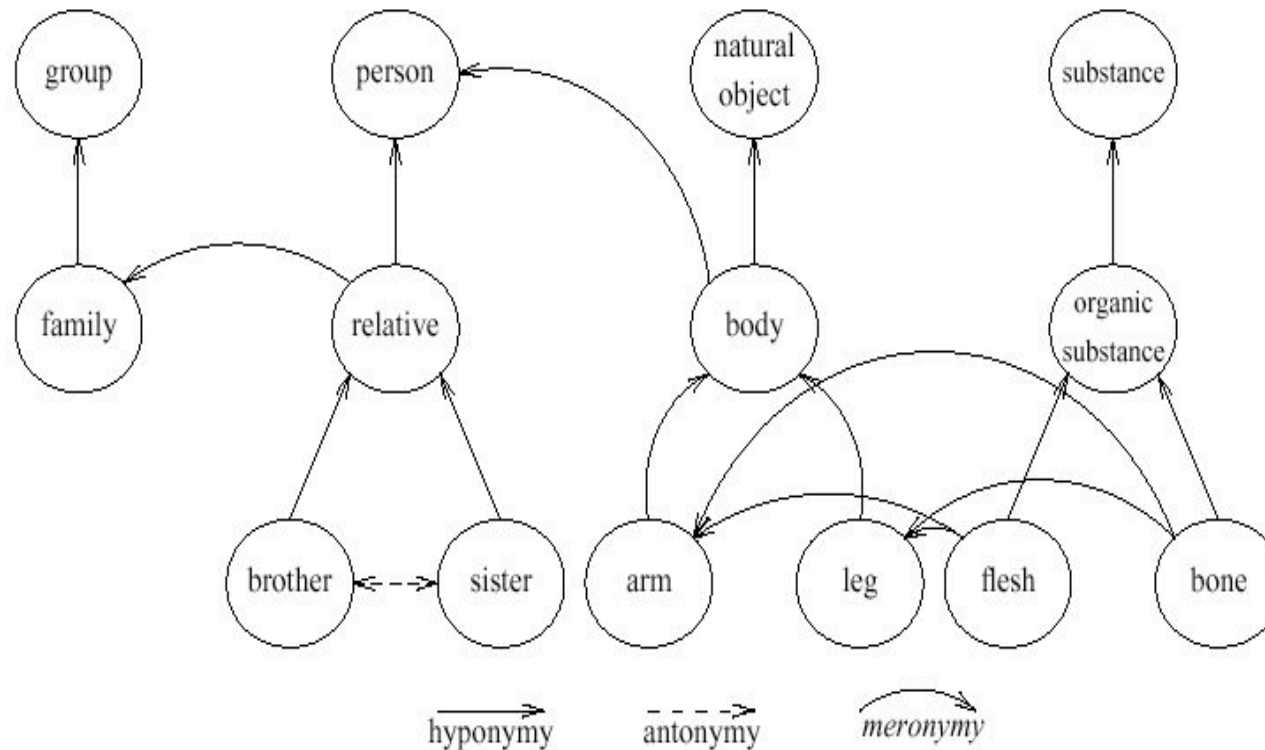 group
person
natural
object
substance
family
relative
body
organic
substance
brother
sister
arm
leg
flesh
bone
hyponymy
antonymy
meronymy